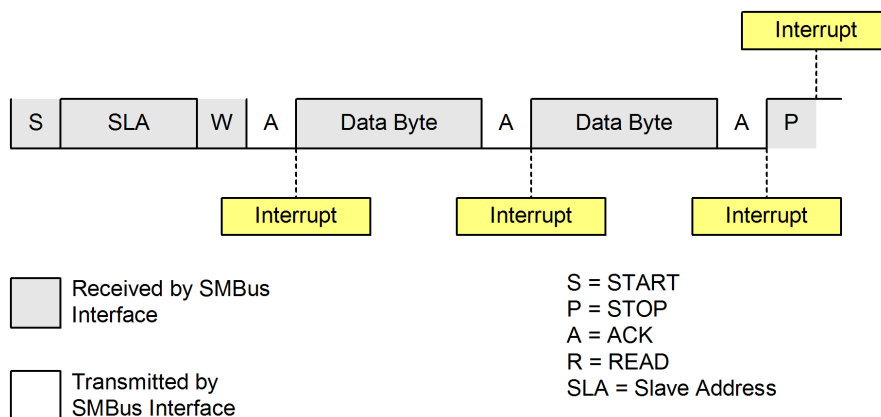 Interrupt
S SLA W A Data Byte A Data Byte A P
Interrupt Interrupt Interrupt
Received by SMBus
Interface
Transmitted by
SMBus Interface
S = START
P = STOP
A = ACK
R = READ
SLA = Slave Address